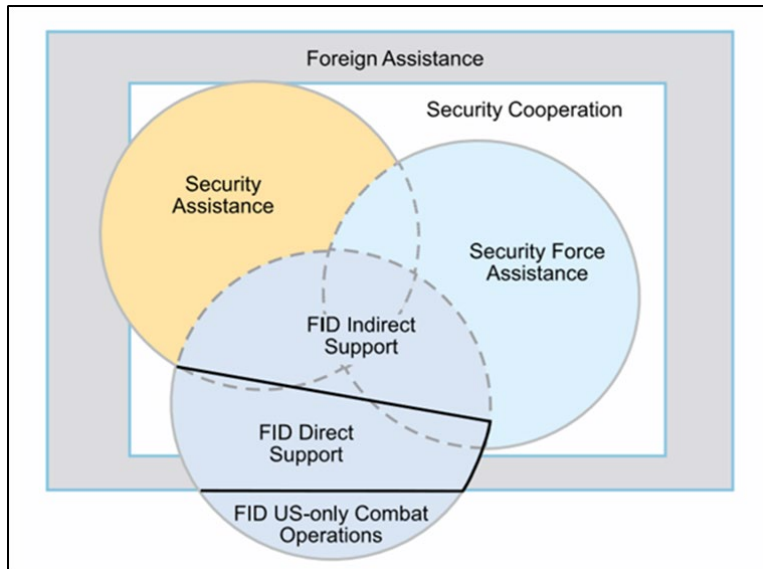 Foreign Assistance
Security Cooperation
Security
Assistance
Security Force
Assistance
FID Indirect
Support
FID Direct
Support
FID US-only Combat
Operations